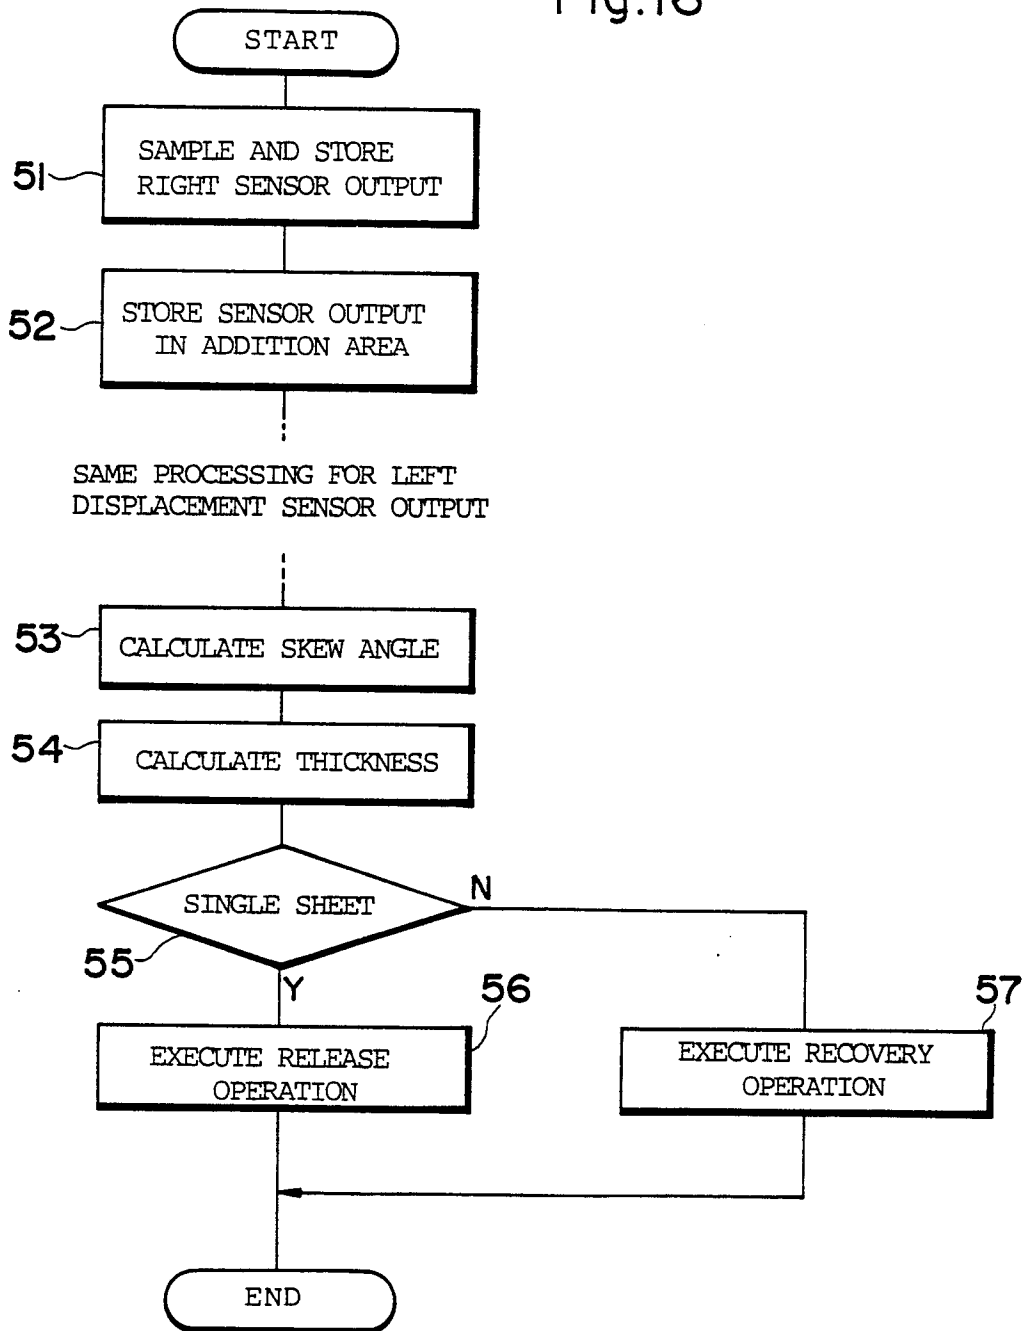 START
51
SAMPLE AND STORE
RIGHT SENSOR OUTPUT
52
STORE SENSOR OUTPUT
IN ADDITION AREA
SAME PROCESSING FOR LEFT
DISPLACEMENT SENSOR OUTPUT
53
CALCULATE SKEW ANGLE
54
CALCULATE THICKNESS
SINGLE SHEET
N
55
Y
56
EXECUTE RELEASE
OPERATION
57
EXECUTE RECOVERY
OPERATION
END